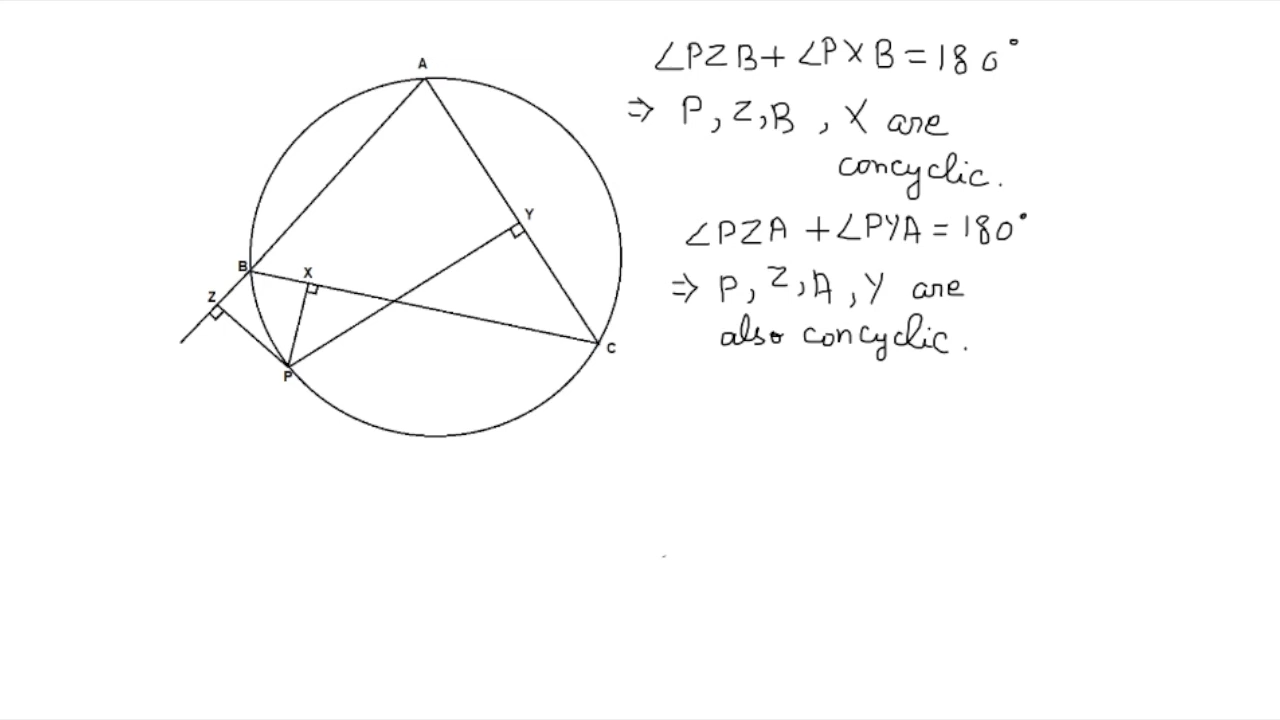 ∠PZB + ∠PXB = 180°
⇒ P, Z, B, X are
concyclic.
∠PZA + ∠PYA = 180°
⇒ P, Z, A, Y are
also concyclic.
A
Y
B
X
Z
C
P